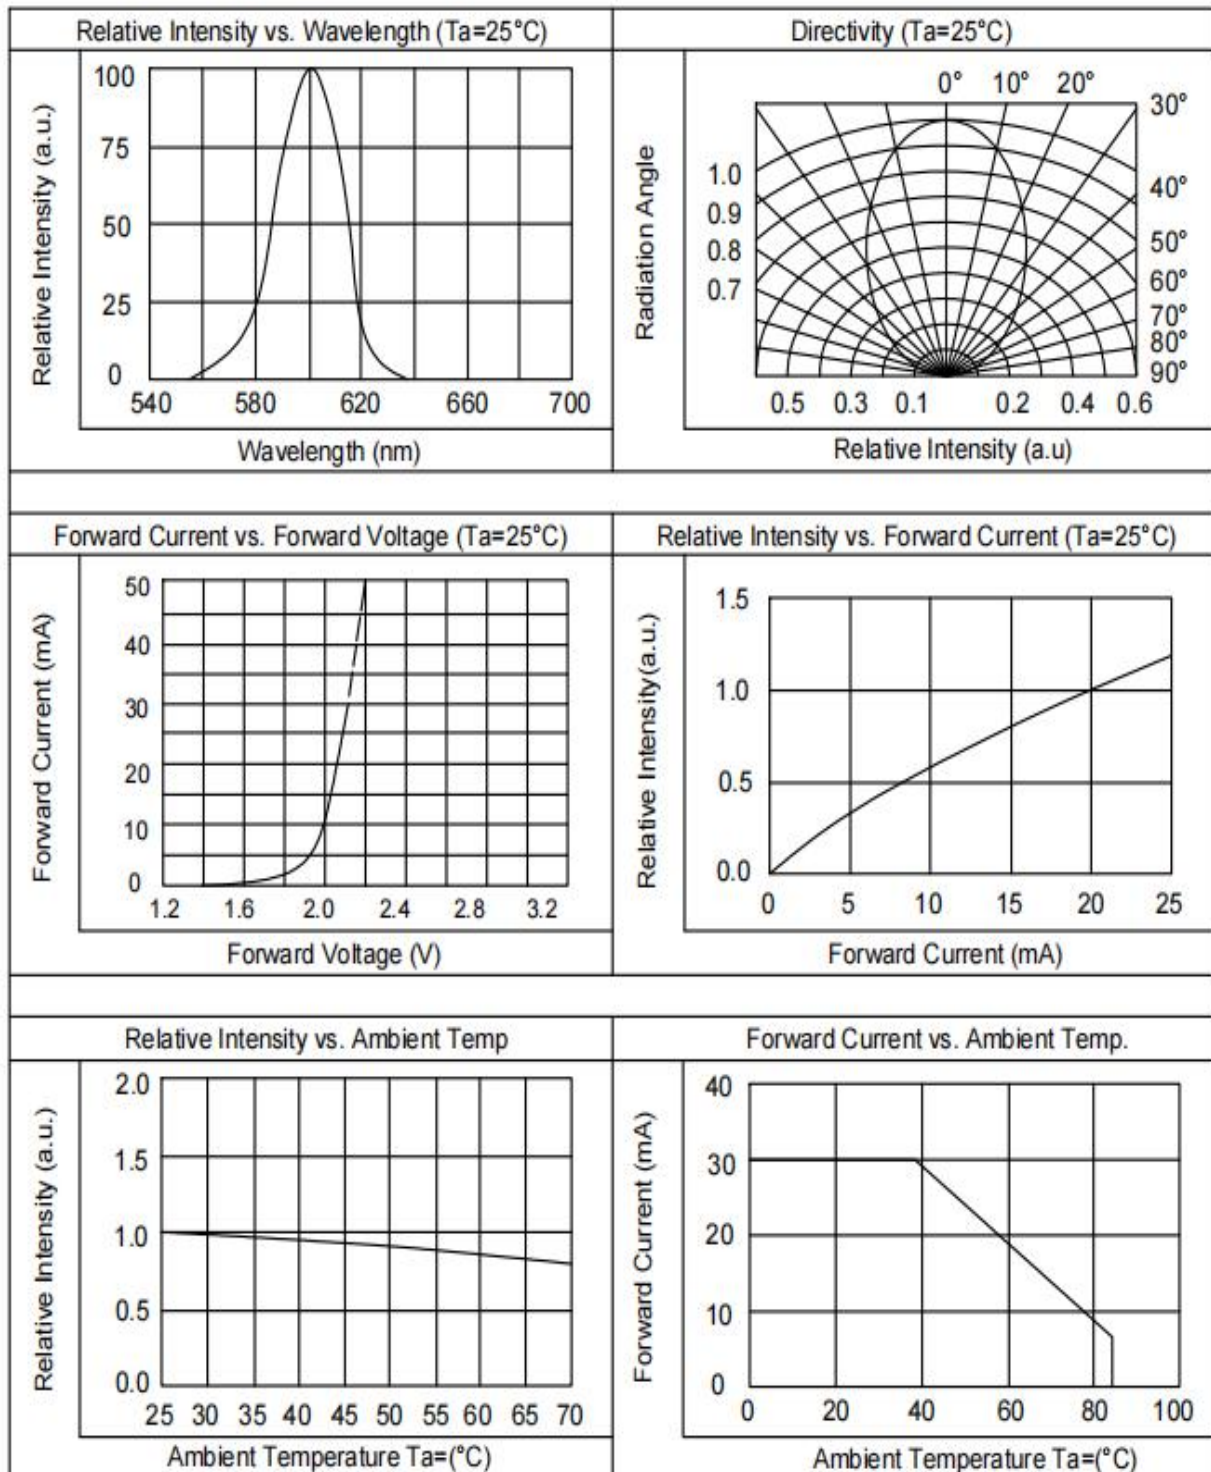 Relative Intensity vs. Wavelength (Ta=25°C)
Relative Intensity (a.u.)
100
75
50
25
0
540 580 620 660 700
Wavelength (nm)
Directivity (Ta=25°C)
Radiation Angle
0° 10° 20° 30°
40°
50°
60°
70°
80°
90°
1.0
0.9
0.8
0.7
0.5 0.3 0.1 0.2 0.4 0.6
Relative Intensity (a.u)
Forward Current vs. Forward Voltage (Ta=25°C)
Forward Current (mA)
50
40
30
20
10
0
1.2 1.6 2.0 2.4 2.8 3.2
Forward Voltage (V)
Relative Intensity vs. Forward Current (Ta=25°C)
Relative Intensity(a.u.)
1.5
1.0
0.5
0.0
0 5 10 15 20 25
Forward Current (mA)
Relative Intensity vs. Ambient Temp
Relative Intensity (a.u.)
2.0
1.5
1.0
0.5
0.0
25 30 35 40 45 50 55 60 65 70
Ambient Temperature Ta=(°C)
Forward Current vs. Ambient Temp.
Forward Current (mA)
40
30
20
10
0
0 20 40 60 80 100
Ambient Temperature Ta=(°C)